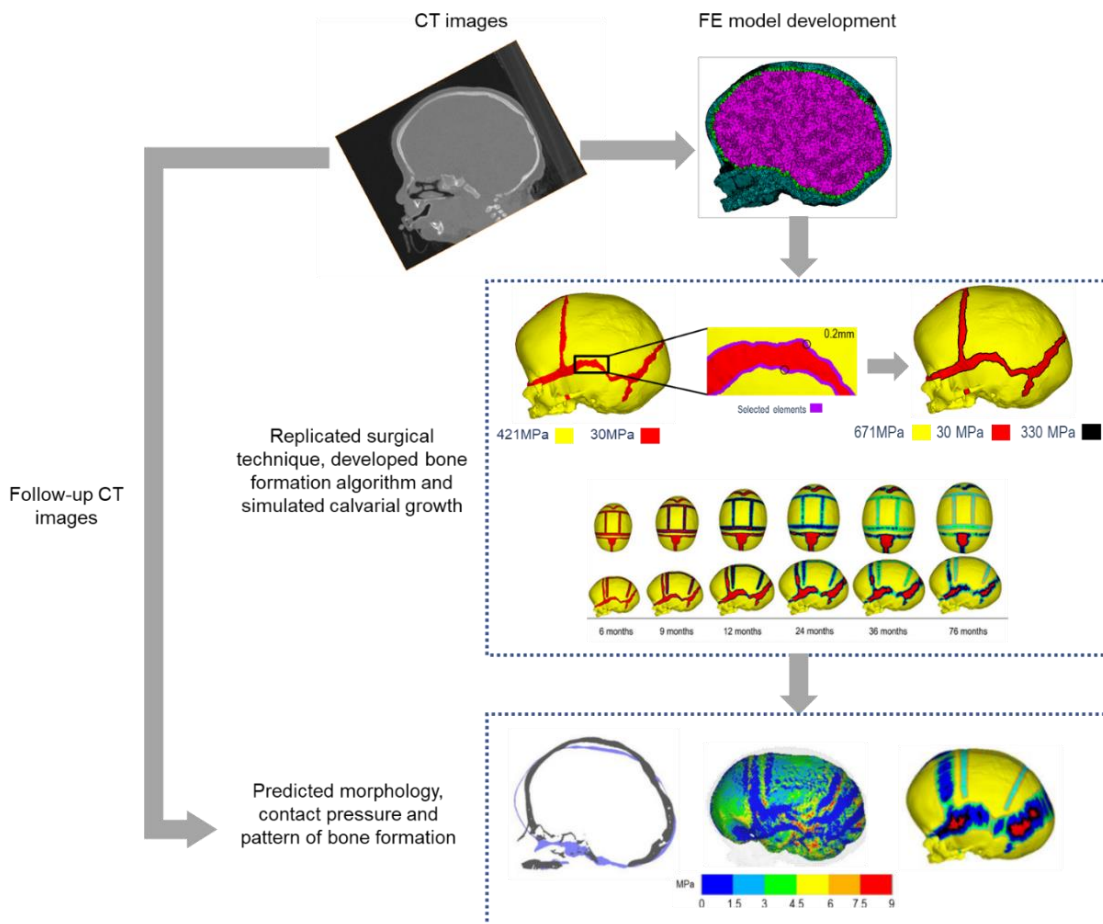 CT images
FE model development
0.2mm
Selected elements
421MPa
30MPa
671MPa
30 MPa
330 MPa
Replicated surgical
technique, developed bone
formation algorithm and
simulated calvarial growth
Follow-up CT
images
6 months
9 months
12 months
24 months
36 months
76 months
Predicted morphology,
contact pressure and
pattern of bone formation
MPa
0 1.5 3 4.5 6 7.5 9